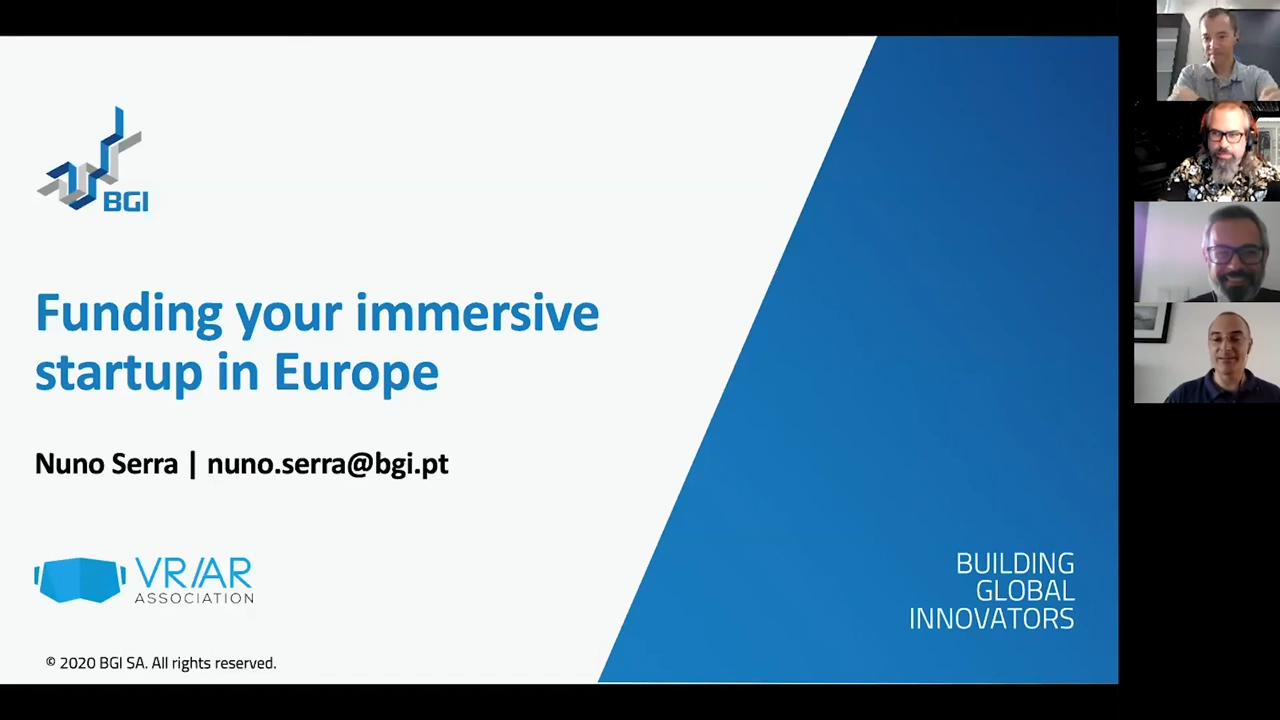 BGI
Funding your immersive
startup in Europe
Nuno Serra | nuno.serra@bgi.pt
VR/AR
ASSOCIATION
BUILDING
GLOBAL
INNOVATORS
© 2020 BGI SA. All rights reserved.